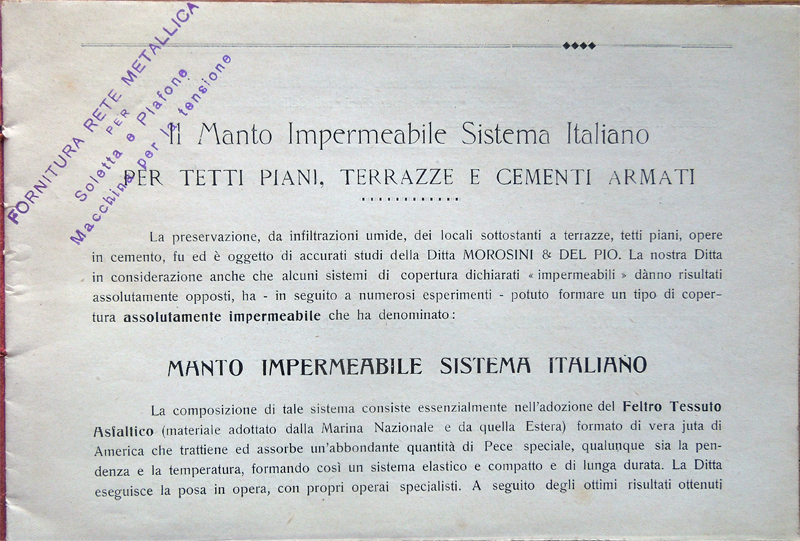 FORNITURA RETE METALLICA
PER
Soletta e Plafone
Macchina per la tensione
Il Manto Impermeabile Sistema Italiano
PER TETTI PIANI, TERRAZZE E CEMENTI ARMATI
La preservazione, da infiltrazioni umide, dei locali sottostanti a terrazze, tetti piani, opere
in cemento, fu ed è oggetto di accurati studi della Ditta MOROSINI & DEL PIO. La nostra Ditta
in considerazione anche che alcuni sistemi di copertura dichiarati « impermeabili » dànno risultati
assolutamente opposti, ha - in seguito a numerosi esperimenti - potuto formare un tipo di coper-
tura assolutamente impermeabile che ha denominato:
MANTO IMPERMEABILE SISTEMA ITALIANO
La composizione di tale sistema consiste essenzialmente nell'adozione del Feltro Tessuto
Asfaltico (materiale adottato dalla Marina Nazionale e da quella Estera) formato di vera juta di
America che trattiene ed assorbe un'abbondante quantità di Pece speciale, qualunque sia la pen-
denza e la temperatura, formando così un sistema elastico e compatto e di lunga durata. La Ditta
eseguisce la posa in opera, con propri operai specialisti. A seguito degli ottimi risultati ottenuti